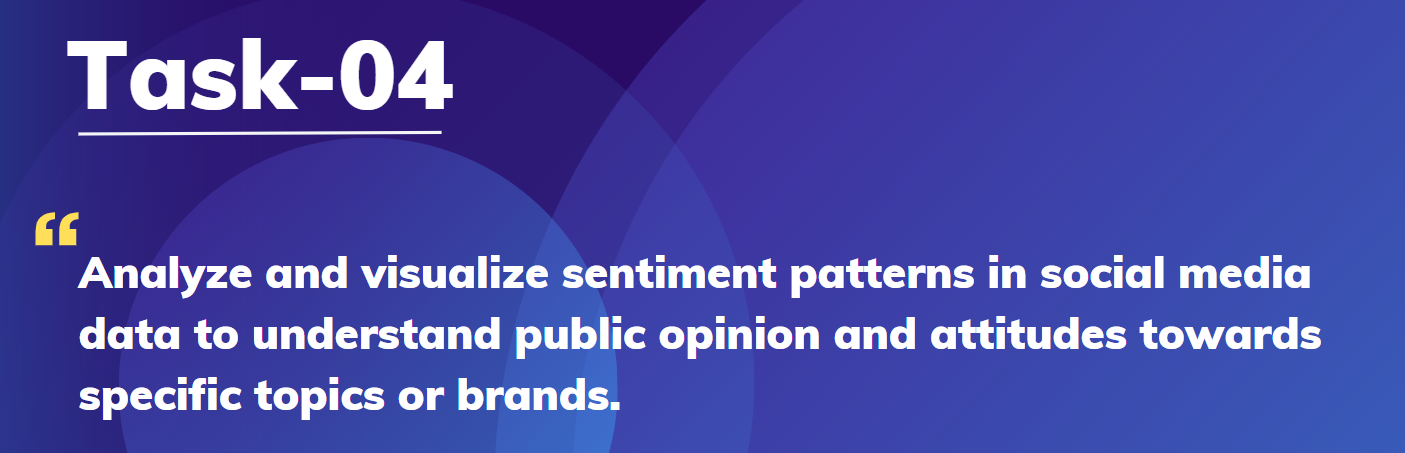 Task-04
“
Analyze and visualize sentiment patterns in social media
data to understand public opinion and attitudes towards
specific topics or brands.